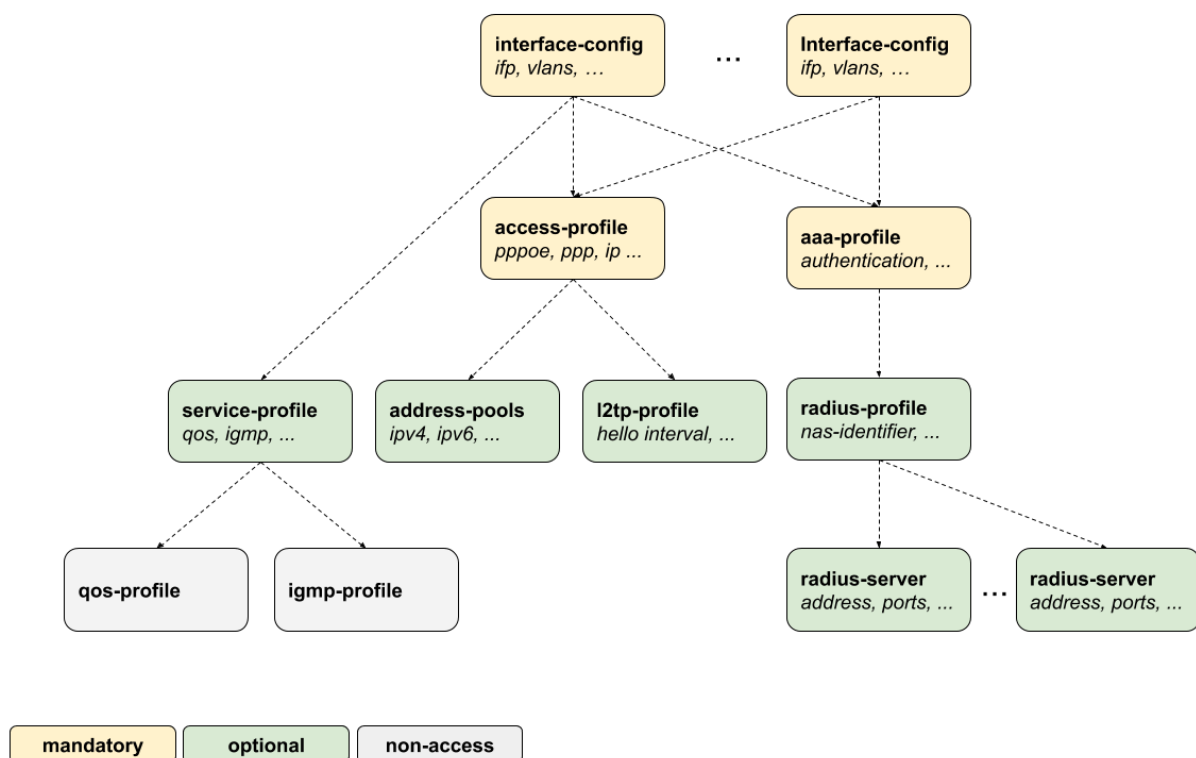 interface-config
ifp, vlans, …
...
Interface-config
ifp, vlans, …
access-profile
pppoe, ppp, ip ...
aaa-profile
authentication, ...
service-profile
qos, igmp, ...
address-pools
ipv4, ipv6, ...
l2tp-profile
hello interval, ...
radius-profile
nas-identifier, ...
qos-profile
igmp-profile
radius-server
address, ports, ...
...
radius-server
address, ports, ...
mandatory
optional
non-access